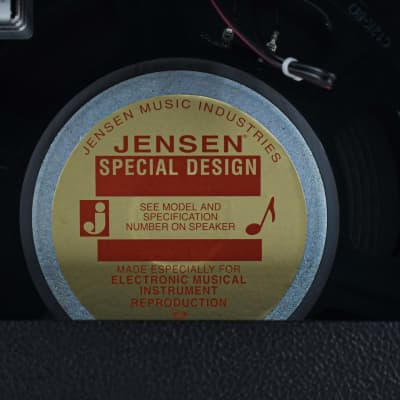 JENSEN MUSIC INDUSTRIES
JENSEN®
SPECIAL DESIGN
j
SEE MODEL AND
SPECIFICATION
NUMBER ON SPEAKER
MADE ESPECIALLY FOR
ELECTRONIC MUSICAL
INSTRUMENT
REPRODUCTION